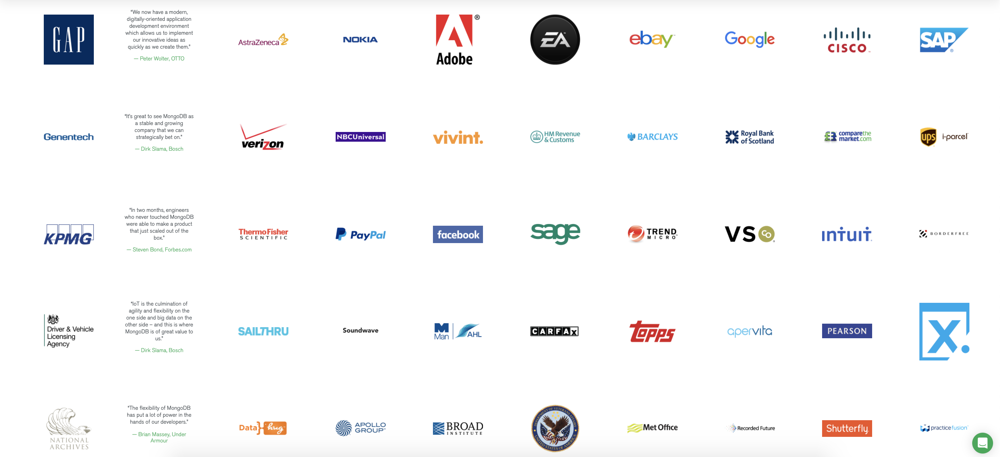 GAP
“We now have a modern,
digitally-oriented application
development environment
which allows us to implement
our innovative ideas as
quickly as we create them.”
— Peter Wolter, OTTO
AstraZeneca
NOKIA
Adobe
®
EA
ebay™
Google
CISCO™
SAP®
Genentech
“It’s great to see MongoDB as
a stable and growing
company that we can
strategically bet on.”
— Dirk Slama, Bosch
verizon
NBCUniversal
vivint.
HM Revenue
& Customs
BARCLAYS
Royal Bank
of Scotland
comparethe
market.com
ups i-parcel
KPMG
“In two months, engineers
who never touched MongoDB
were able to make a product
that just scaled out of the
box.”
— Steven Bond, Forbes.com
ThermoFisher
SCIENTIFIC
PayPal
facebook
sage
TREND
MICRO™
VSCO®
intuit®
BORDERFREE
Driver & Vehicle
Licensing
Agency
“IoT is the culmination of
agility and flexibility on the
one side and big data on the
other side – and this is where
MongoDB is of great value to
us.”
— Dirk Slama, Bosch
SAILTHRU
Soundwave
M
Man
AHL
CARFAX
TOPPS
apervita
PEARSON
X.
NATIONAL
ARCHIVES
“The flexibility of MongoDB
has put a lot of power in the
hands of our developers.”
— Brian Massey, Under
Armour
Data}{hug™
APOLLO
GROUP™
BROAD
INSTITUTE
DEPARTMENT OF VETERANS AFFAIRS
UNITED STATES OF AMERICA
Met Office
Recorded Future
Shutterfly®
practice fusion™